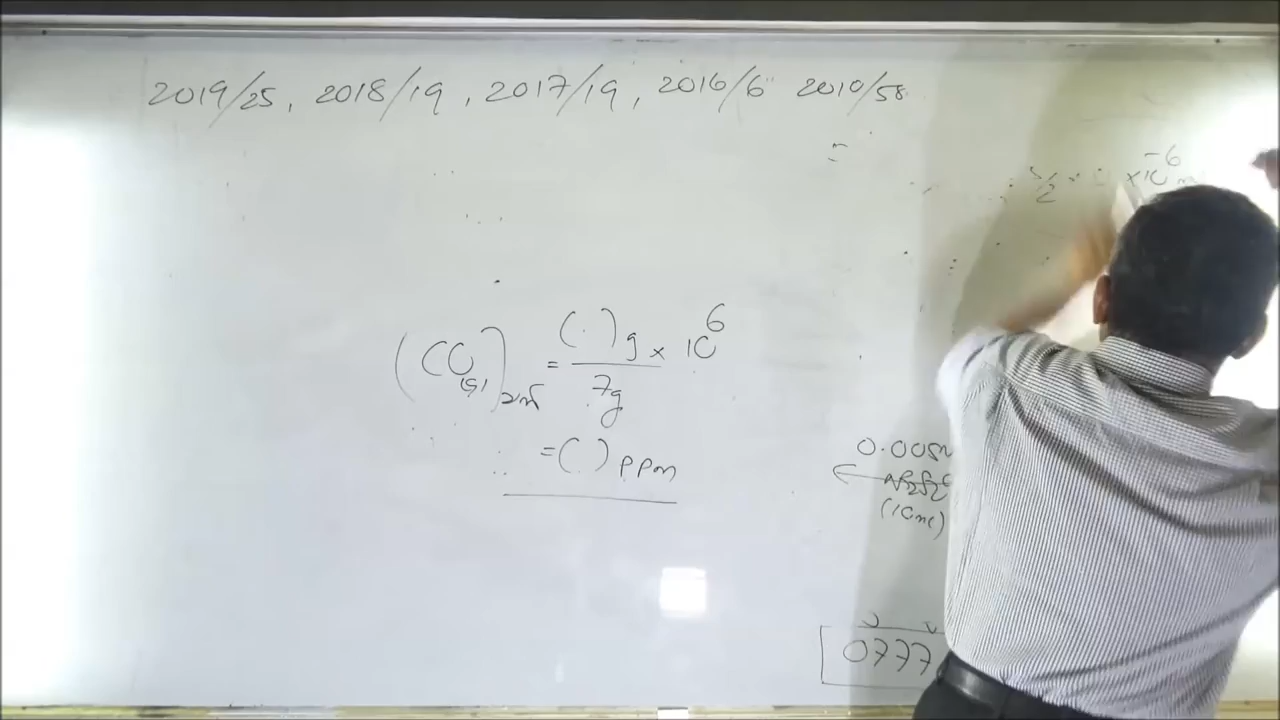 2019/25, 2018/19, 2017/19, 2016/6 2010/58
× 10⁻⁶
(CO(g)) = (.) g / 7g × 10⁶
= ( ) ppm
0.005
(10ml)
0777